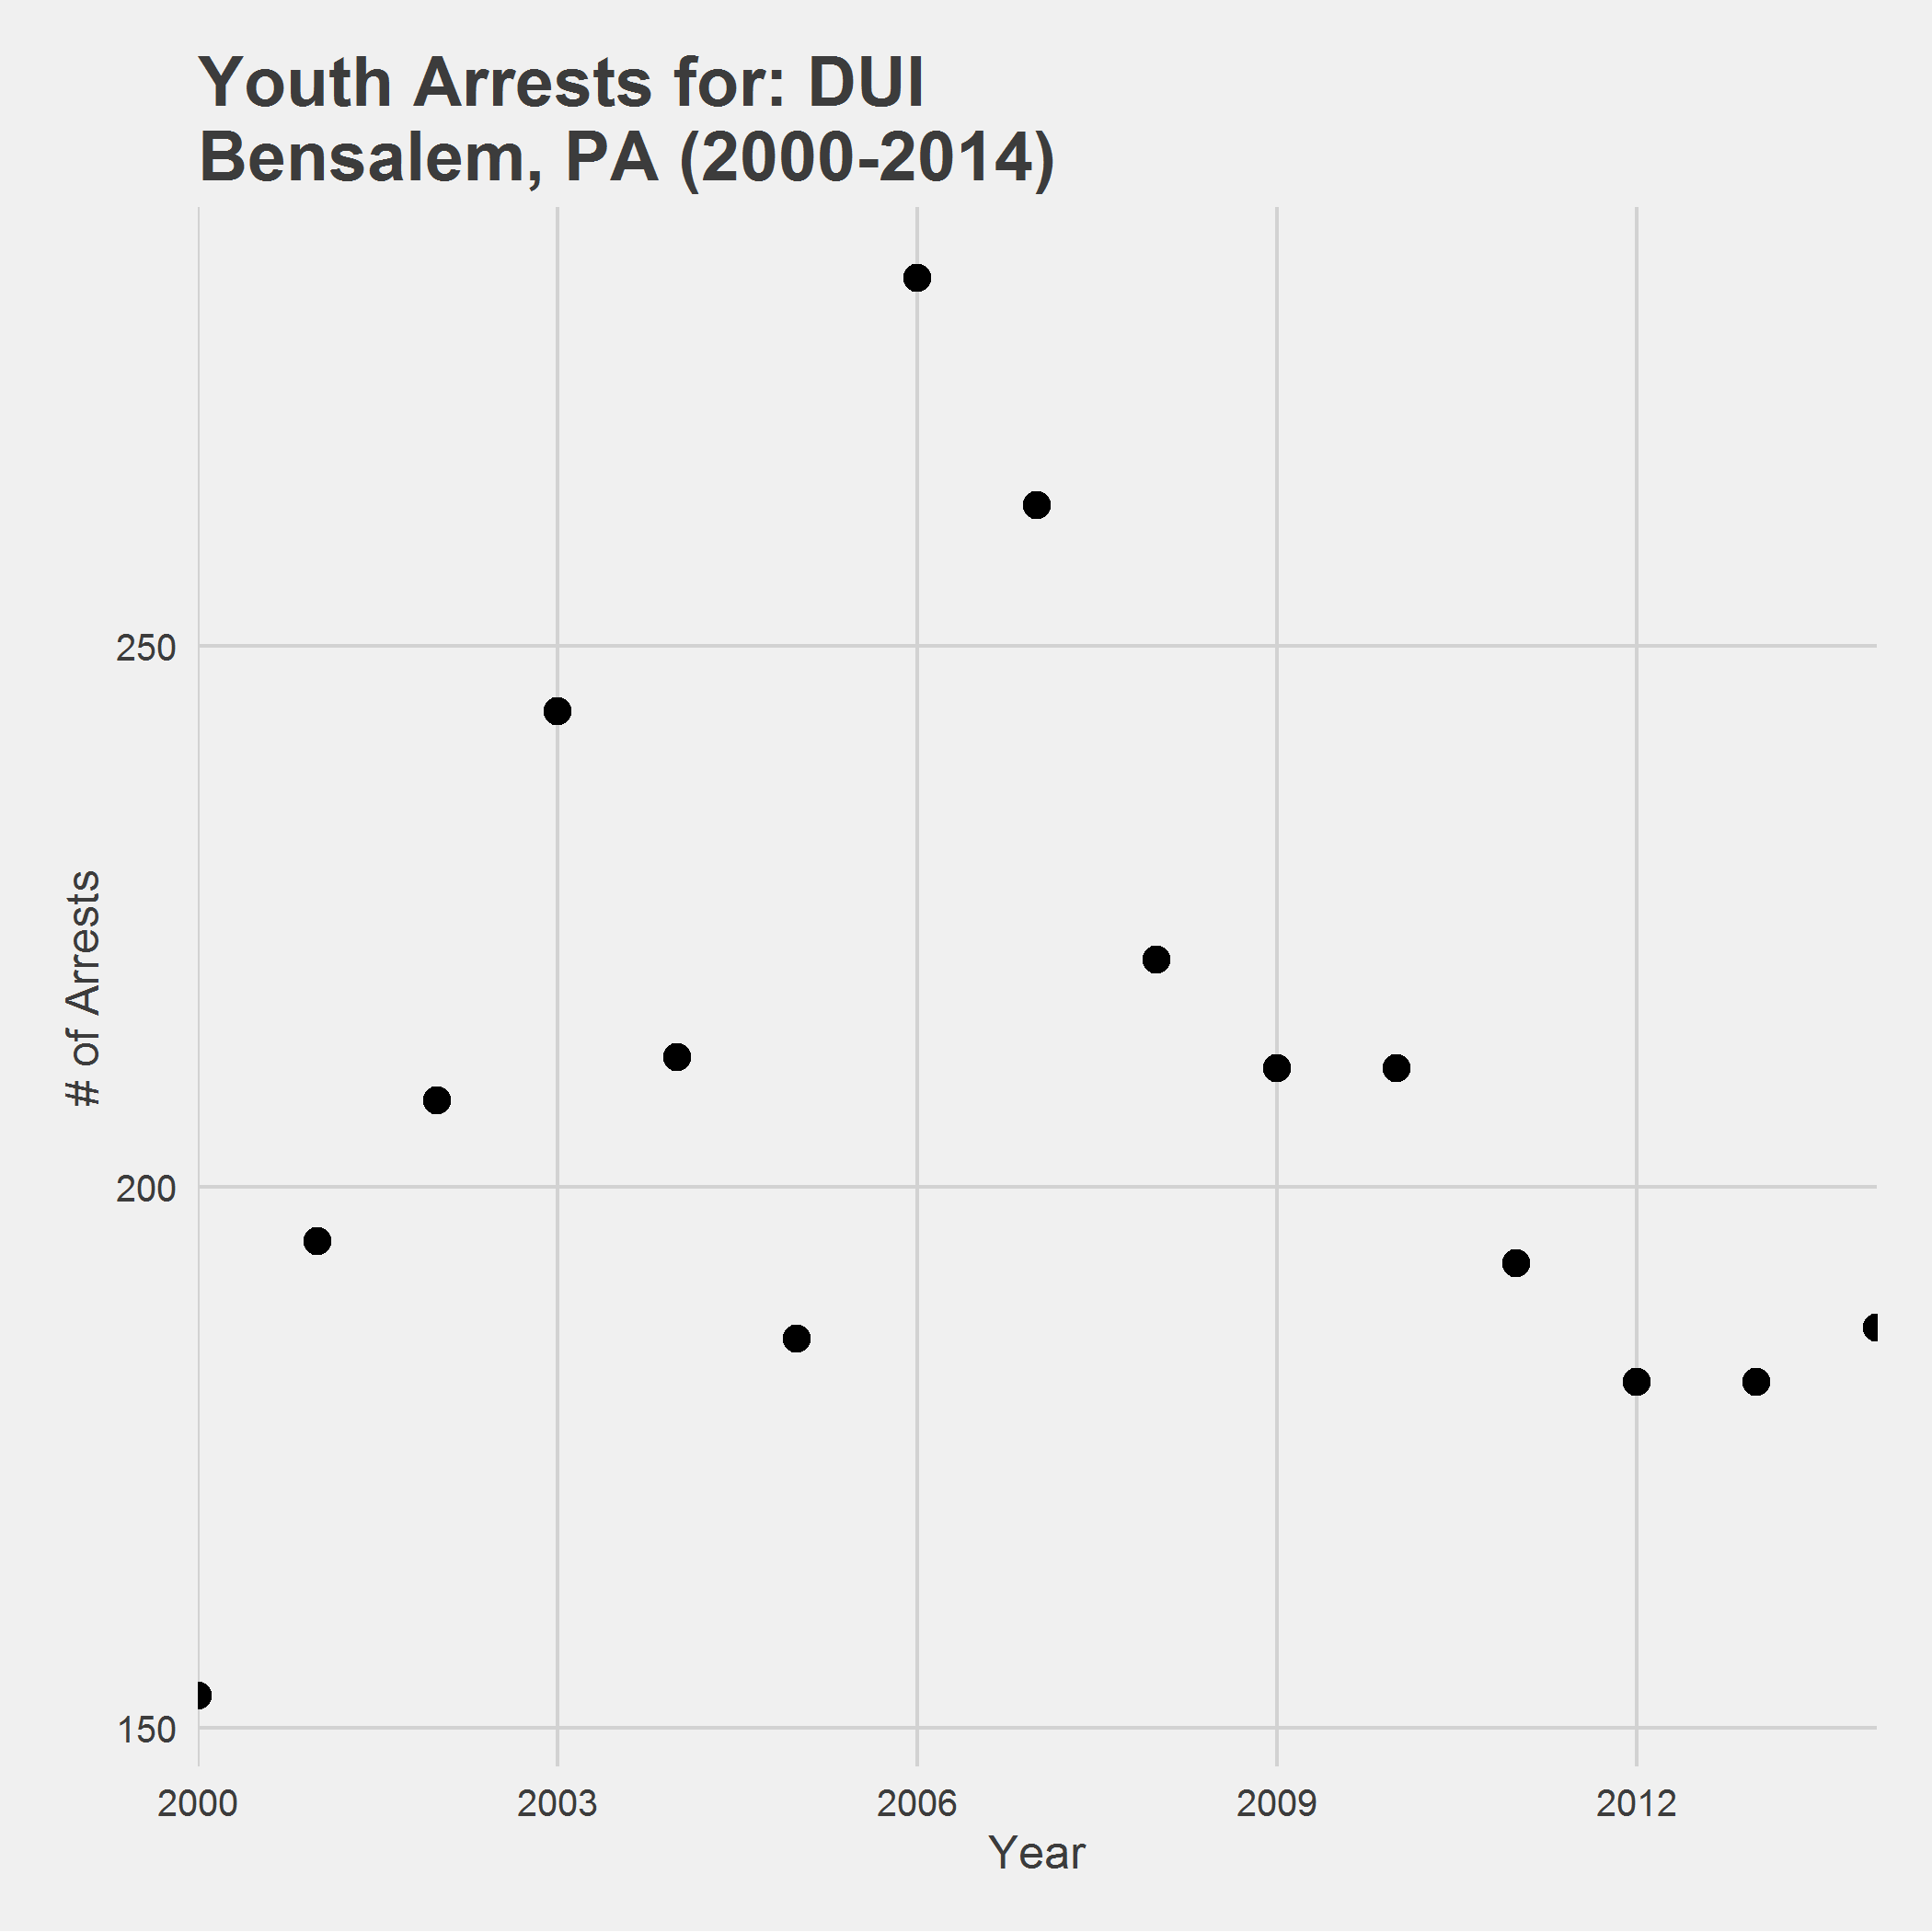 Youth Arrests for: DUI
Bensalem, PA (2000-2014)
# of Arrests
250
200
150
2000 2003 2006 2009 2012
Year